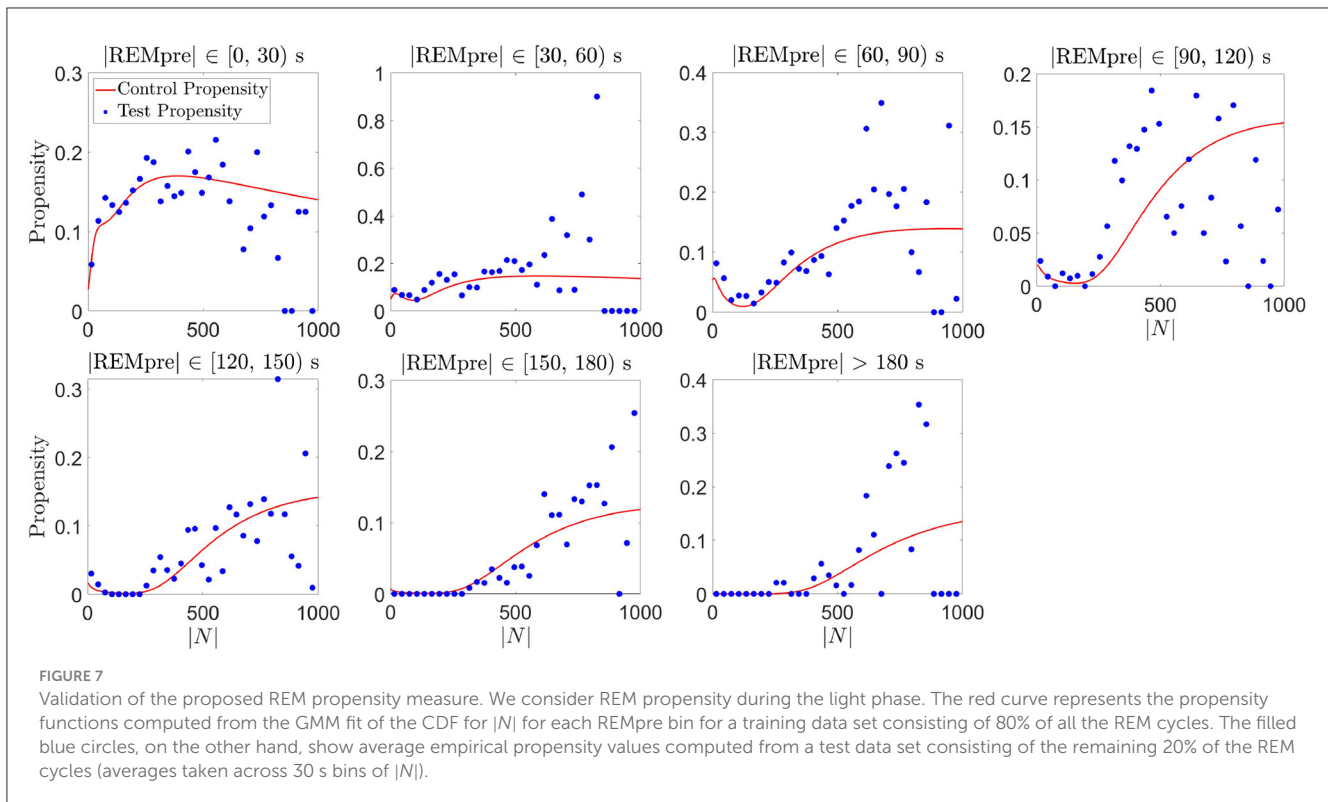 |REMpre| ∈ [0, 30) s
|REMpre| ∈ [30, 60) s
|REMpre| ∈ [60, 90) s
|REMpre| ∈ [90, 120) s
0.3
0.2
0.1
0
Propensity
Control Propensity
Test Propensity
0
500
1000
1
0.8
0.6
0.4
0.2
0
0
500
1000
0.4
0.3
0.2
0.1
0
0
500
1000
0.2
0.15
0.1
0.05
0
0
500
1000
|N|
|REMpre| ∈ [120, 150) s
|REMpre| ∈ [150, 180) s
|REMpre| > 180 s
0.3
0.2
0.1
0
Propensity
0
500
1000
|N|
0.3
0.2
0.1
0
0
500
1000
|N|
0.4
0.3
0.2
0.1
0
0
500
1000
|N|
FIGURE 7
Validation of the proposed REM propensity measure. We consider REM propensity during the light phase. The red curve represents the propensity
functions computed from the GMM fit of the CDF for |N| for each REMpre bin for a training data set consisting of 80% of all the REM cycles. The filled
blue circles, on the other hand, show average empirical propensity values computed from a test data set consisting of the remaining 20% of the REM
cycles (averages taken across 30 s bins of |N|).